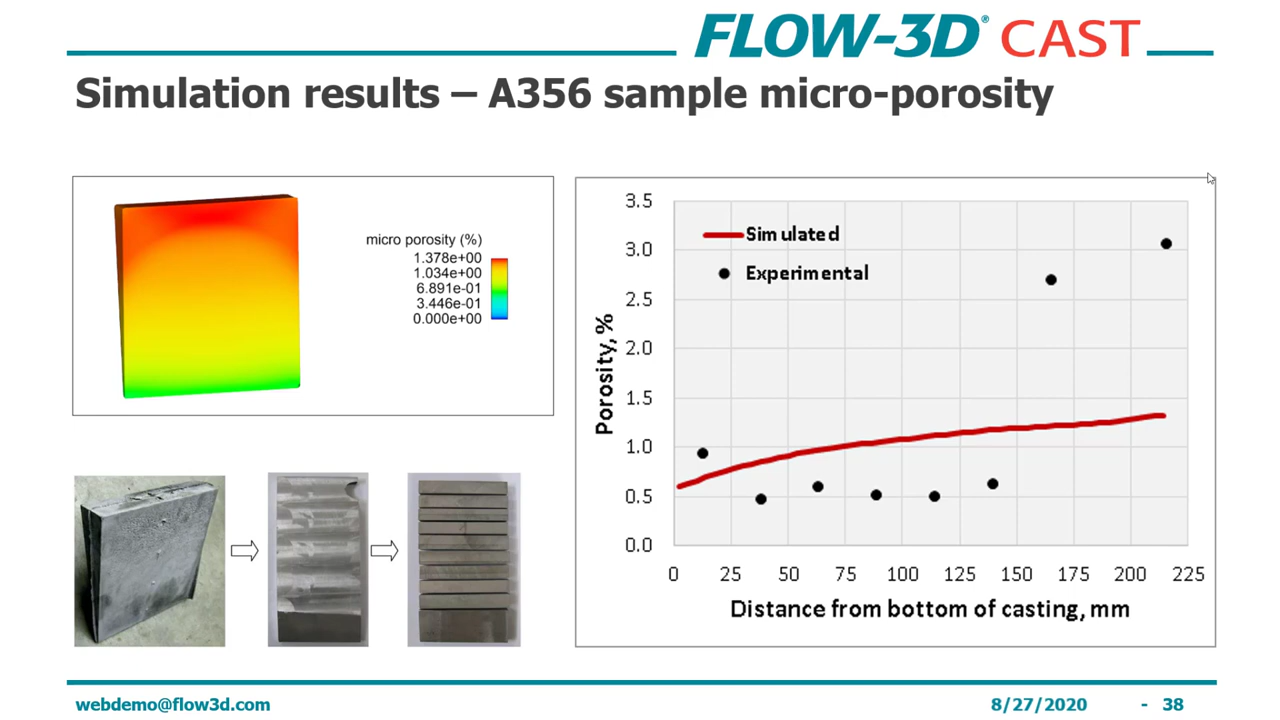 FLOW-3D® CAST
Simulation results – A356 sample micro-porosity
micro porosity (%)
1.378e+00
1.034e+00
6.891e-01
3.446e-01
0.000e+00
3.5
3.0
2.5
2.0
1.5
1.0
0.5
0.0
Porosity, %
Simulated
Experimental
0 25 50 75 100 125 150 175 200 225
Distance from bottom of casting, mm
webdemo@flow3d.com 8/27/2020 - 38